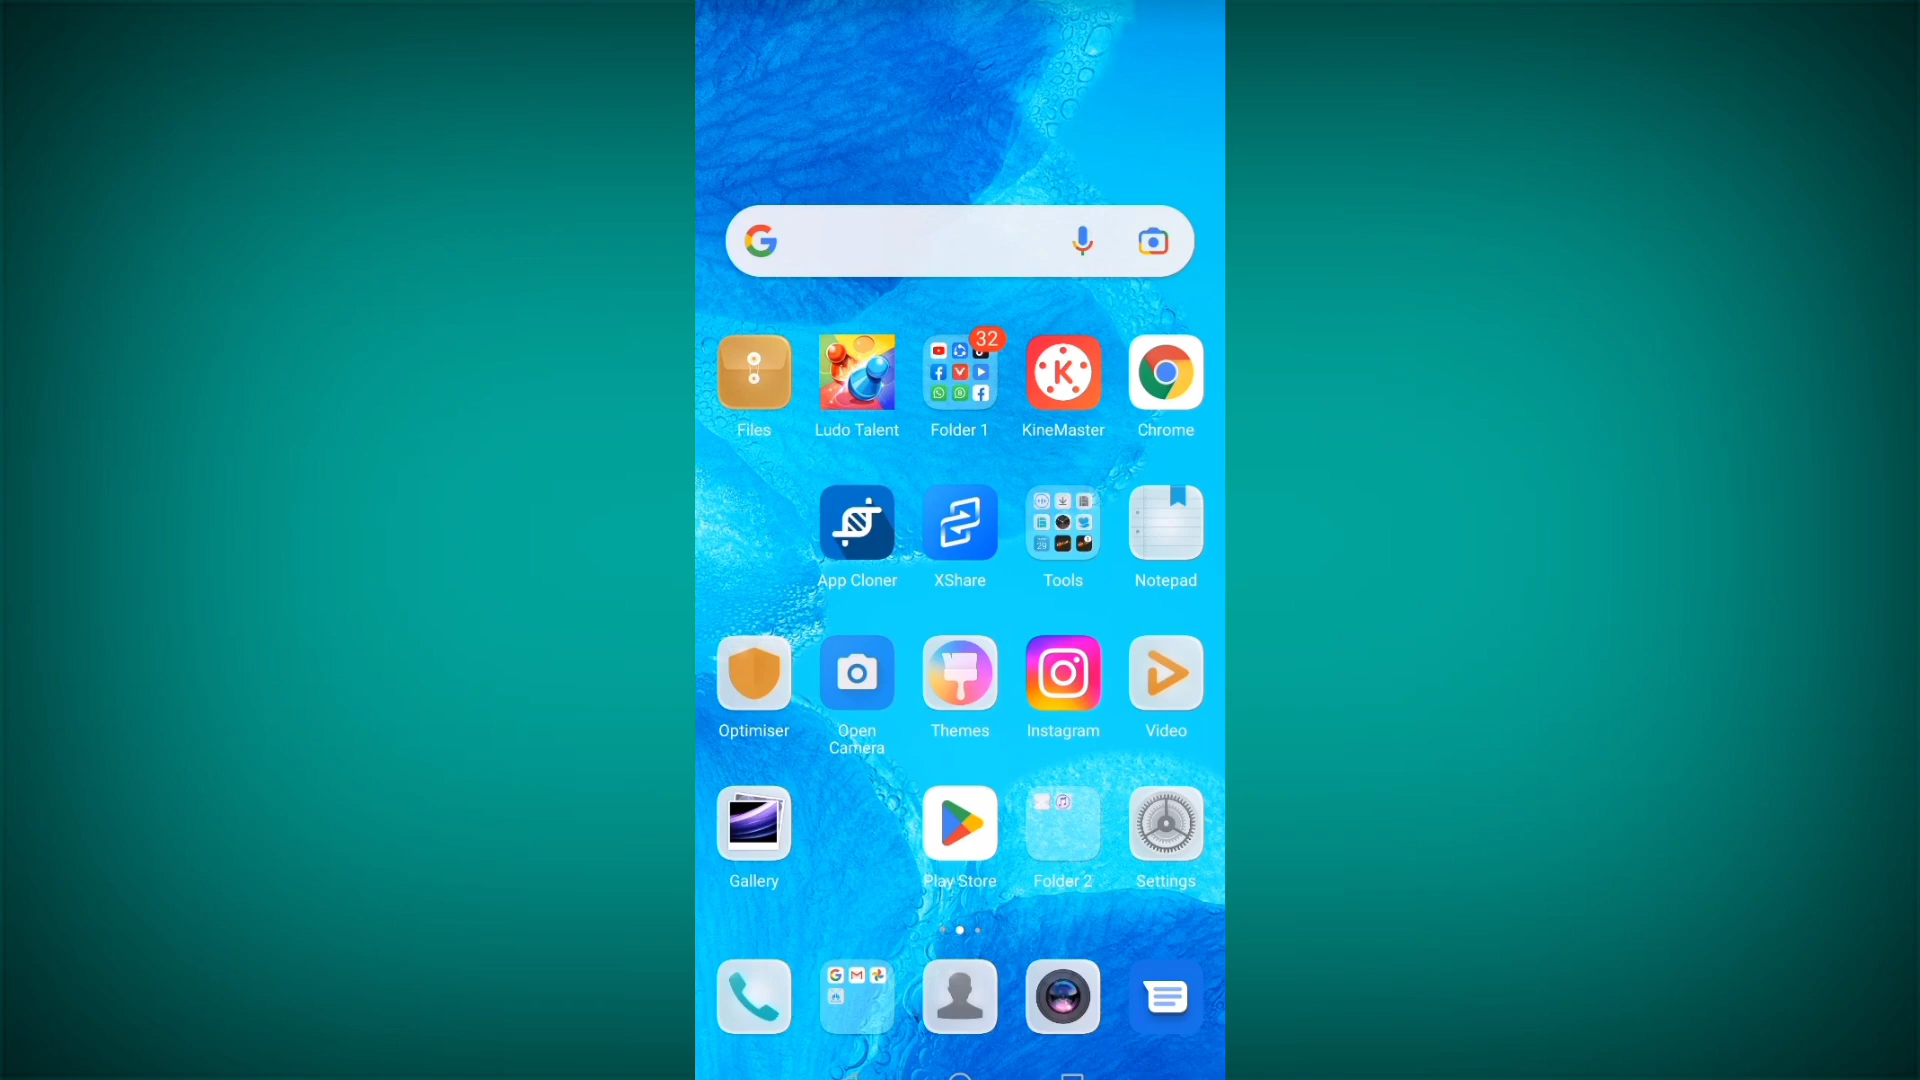 32
Files
Ludo Talent
Folder 1
KineMaster
Chrome
App Cloner
XShare
Tools
Notepad
Optimiser
Open
Camera
Themes
Instagram
Video
Gallery
Play Store
Folder 2
Settings